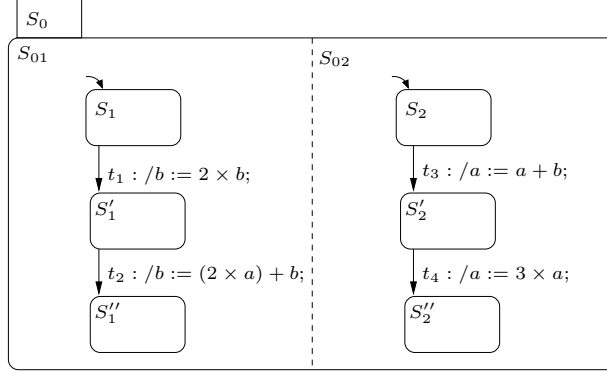 S₀
S₀₁
S₀₂
S₁
S₂
t₁ : /b := 2 × b;
t₃ : /a := a + b;
S₁′
S₂′
t₂ : /b := (2 × a) + b;
t₄ : /a := 3 × a;
S₁′′
S₂′′